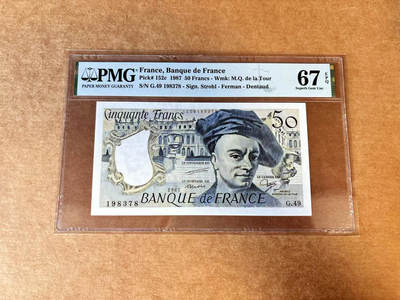 PMG
PAPER MONEY GUARANTY
France, Banque de France
Pick# 152c 1987 50 Francs - Wmk: M.Q. de la Tour
S/N G.49 198378 - Sign. Strohl - Ferman - Dentaud
67 EPQ
Superb Gem Unc
Cinquante Francs
50
1987
198378
BANQUE DE FRANCE
G.49